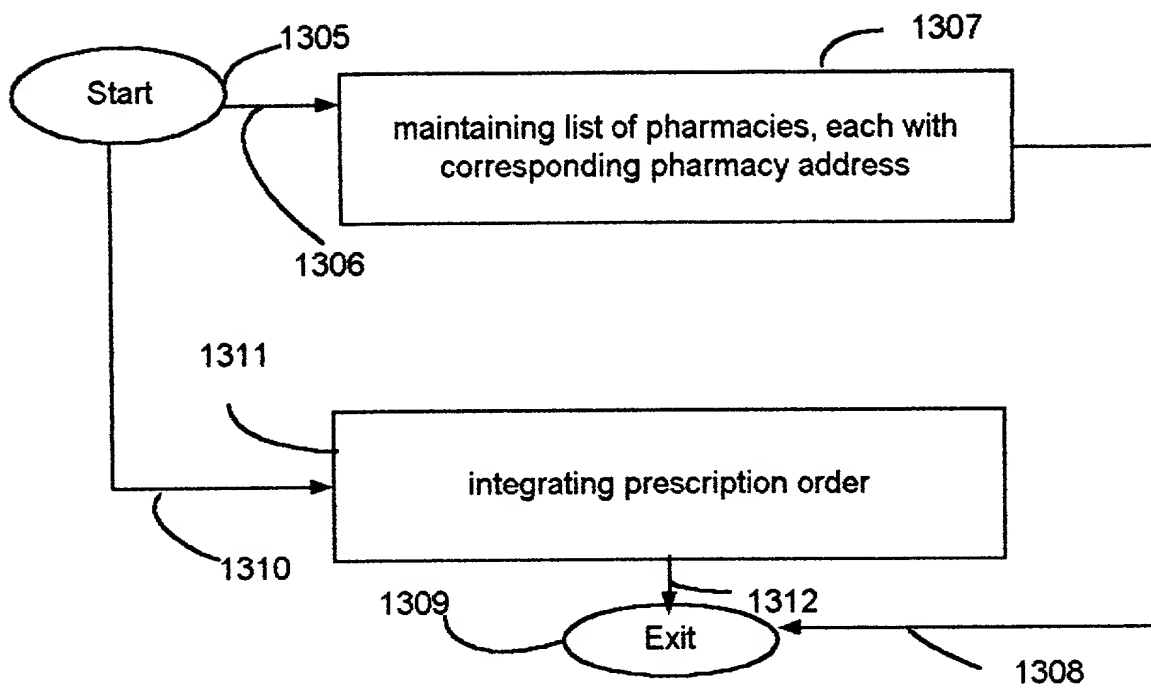 1305
1307
Start
maintaining list of pharmacies, each with
corresponding pharmacy address
1306
1311
integrating prescription order
1310
1309
1312
Exit
1308